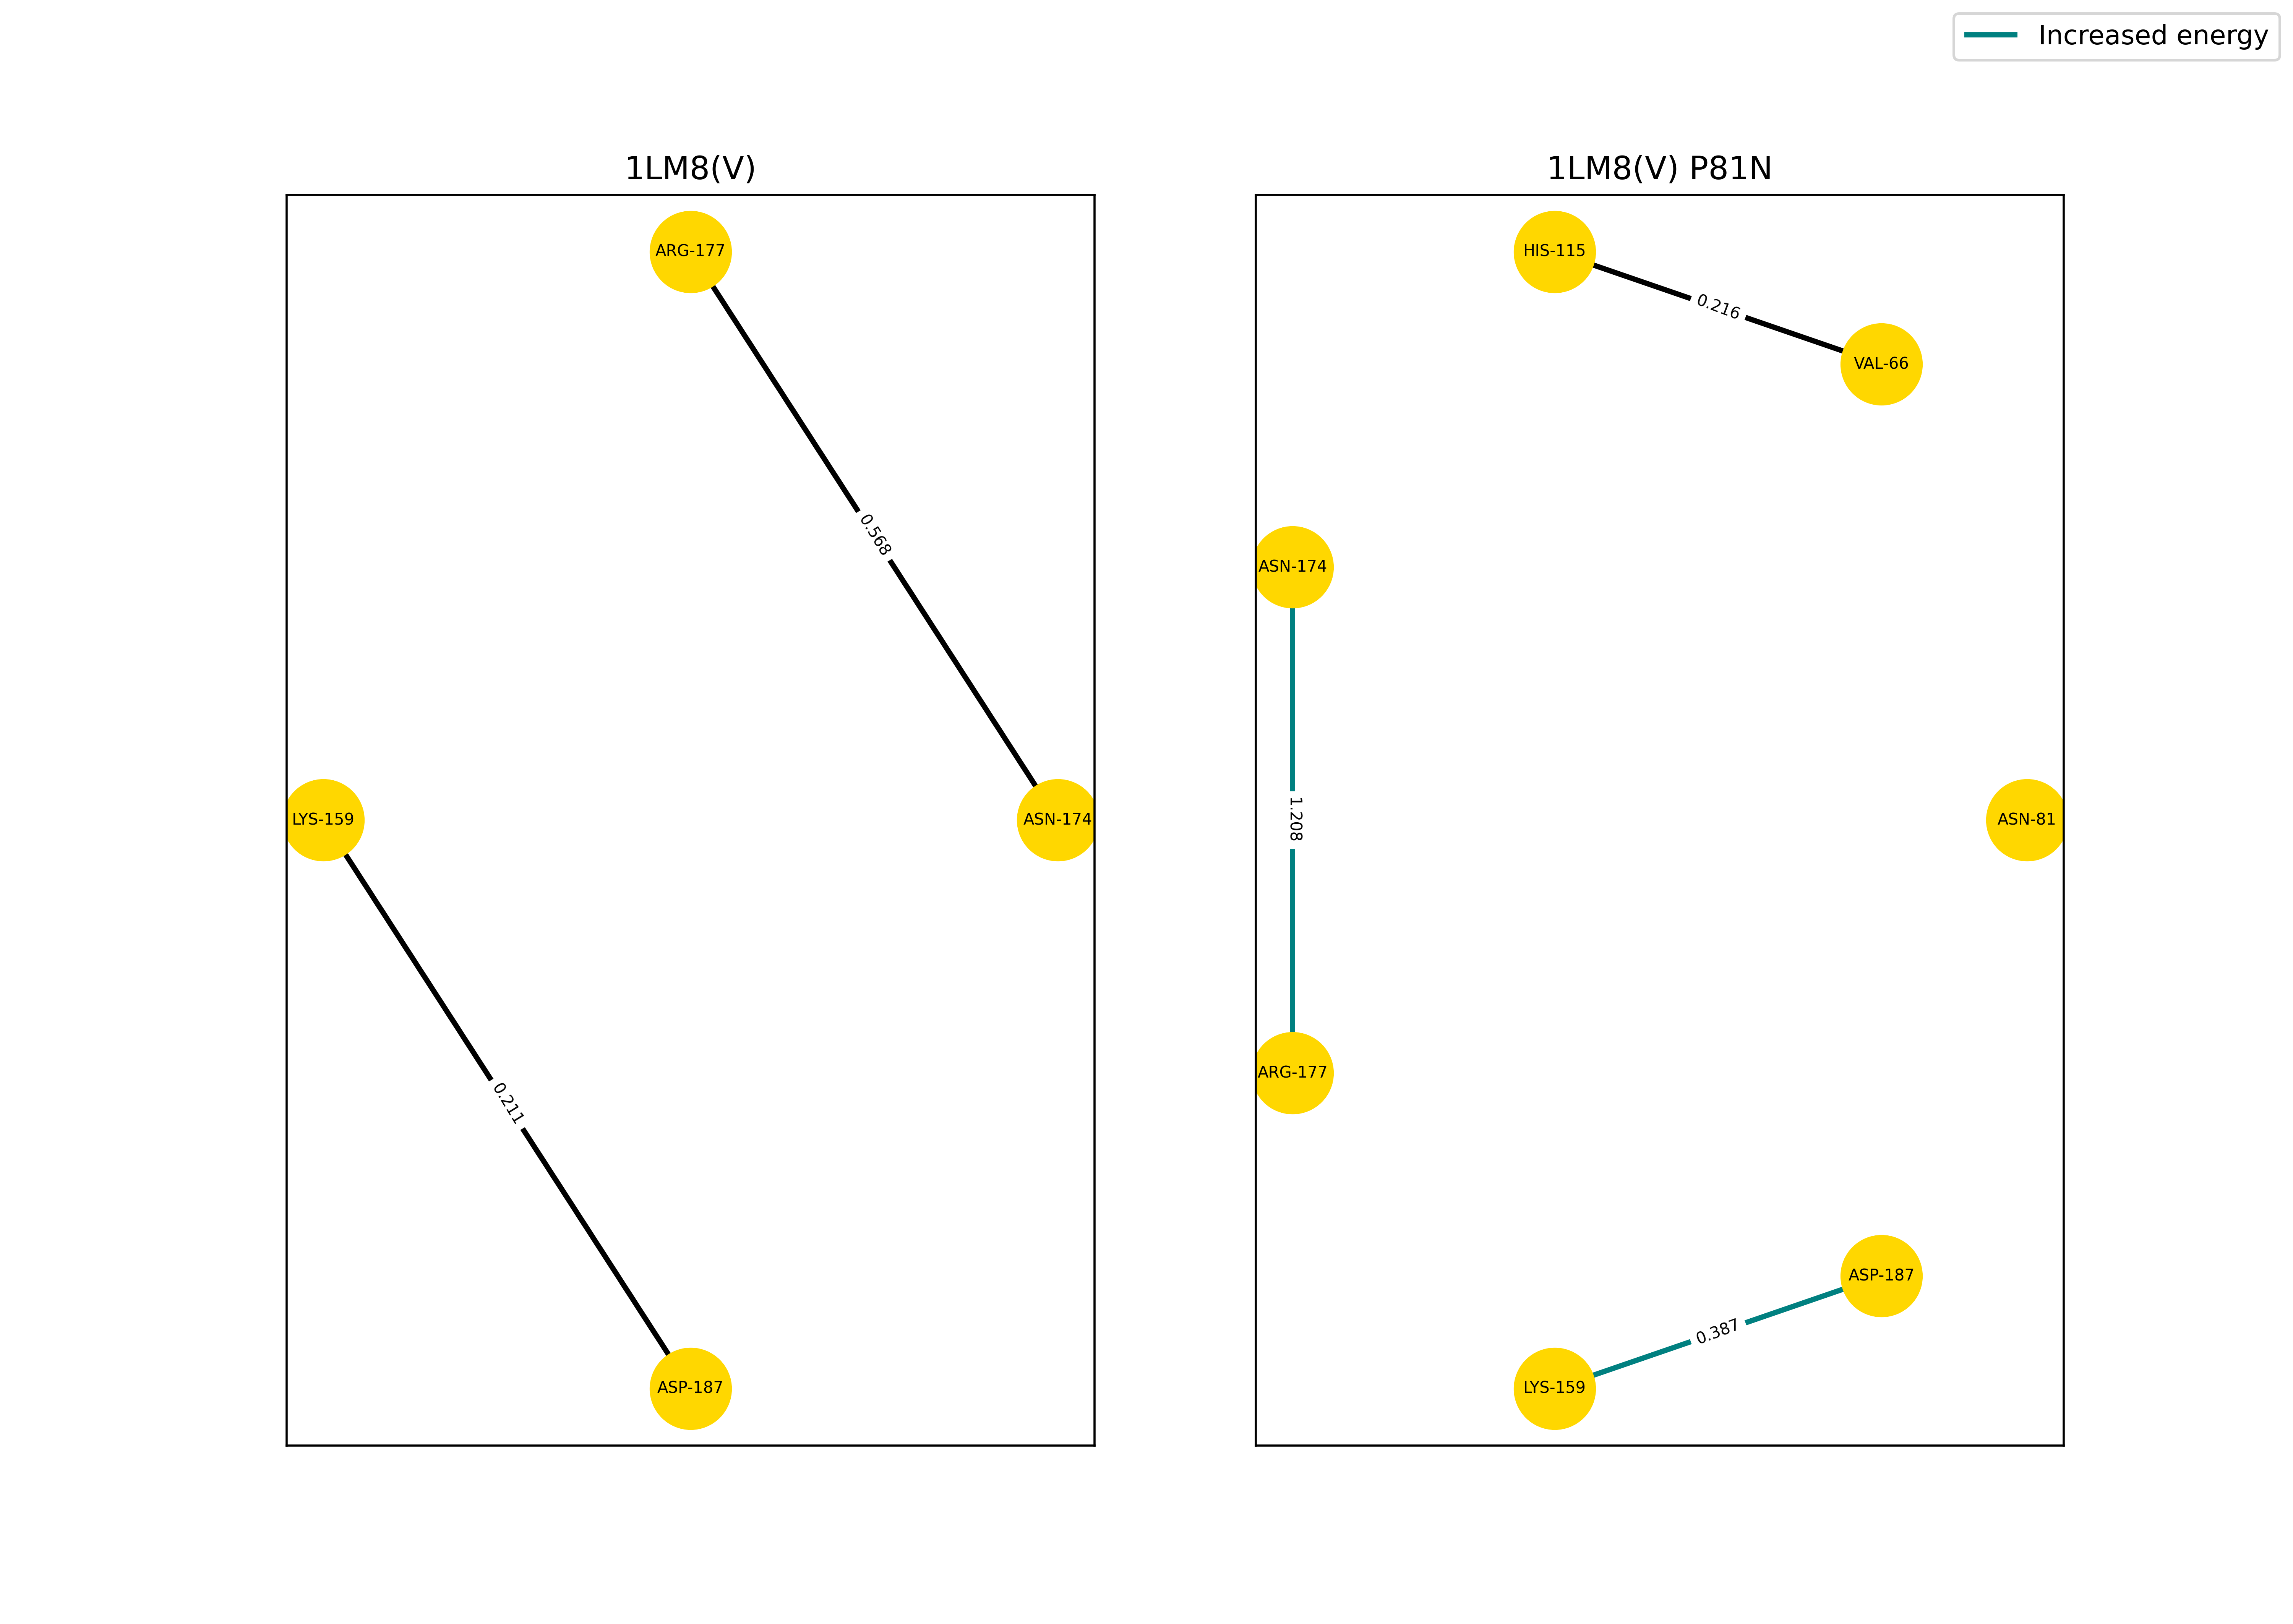 Increased energy
1LM8(V)
ARG-177
0.568
LYS-159
ASN-174
0.211
ASP-187
1LM8(V) P81N
HIS-115
0.216
VAL-66
ASN-174
1.208
ASN-81
ARG-177
ASP-187
0.387
LYS-159